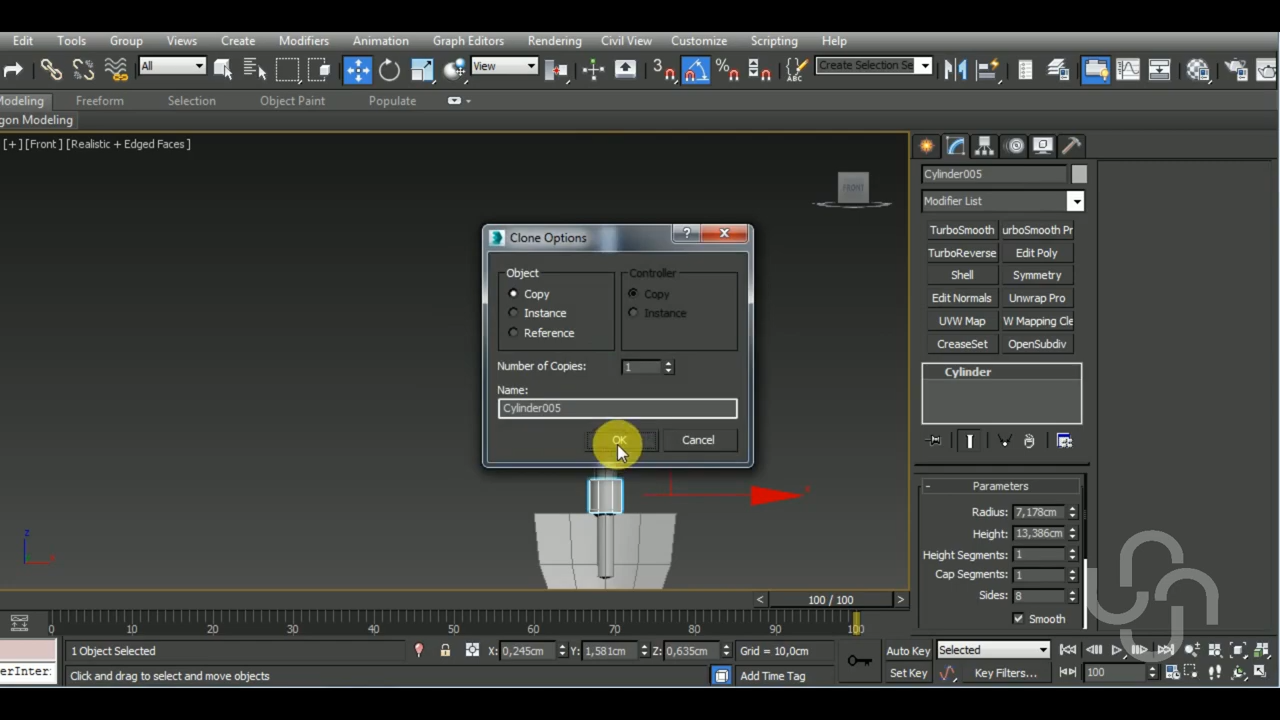 Edit Tools Group Views Create Modifiers Animation Graph Editors Rendering Civil View Customize Scripting Help
All View 3 % ABC Create Selection Se
Modeling Freeform Selection Object Paint Populate
gon Modeling
[+] [Front ] [Realistic + Edged Faces ]
FRONT
Cylinder005
Modifier List
TurboSmooth urboSmooth Pr
TurboReverse Edit Poly
Shell Symmetry
Edit Normals Unwrap Pro
UVW Map W Mapping Cle
CreaseSet OpenSubdiv
Cylinder
Clone Options ?
Object Controller
Copy Copy
Instance Instance
Reference
Number of Copies: 1
Name:
Cylinder005
OK Cancel
x
z
- Parameters
Radius: 7,178cm
Height: 13,386cm
Height Segments: 1
Cap Segments: 1
Sides: 8
Smooth
< 100 / 100 >
0 10 20 30 40 50 60 70 80 90 100
1 Object Selected X: 0,245cm Y: 1,581cm Z: 0,635cm Grid = 10,0cm Auto Key Selected
erInter: Click and drag to select and move objects Add Time Tag Set Key Key Filters... 100